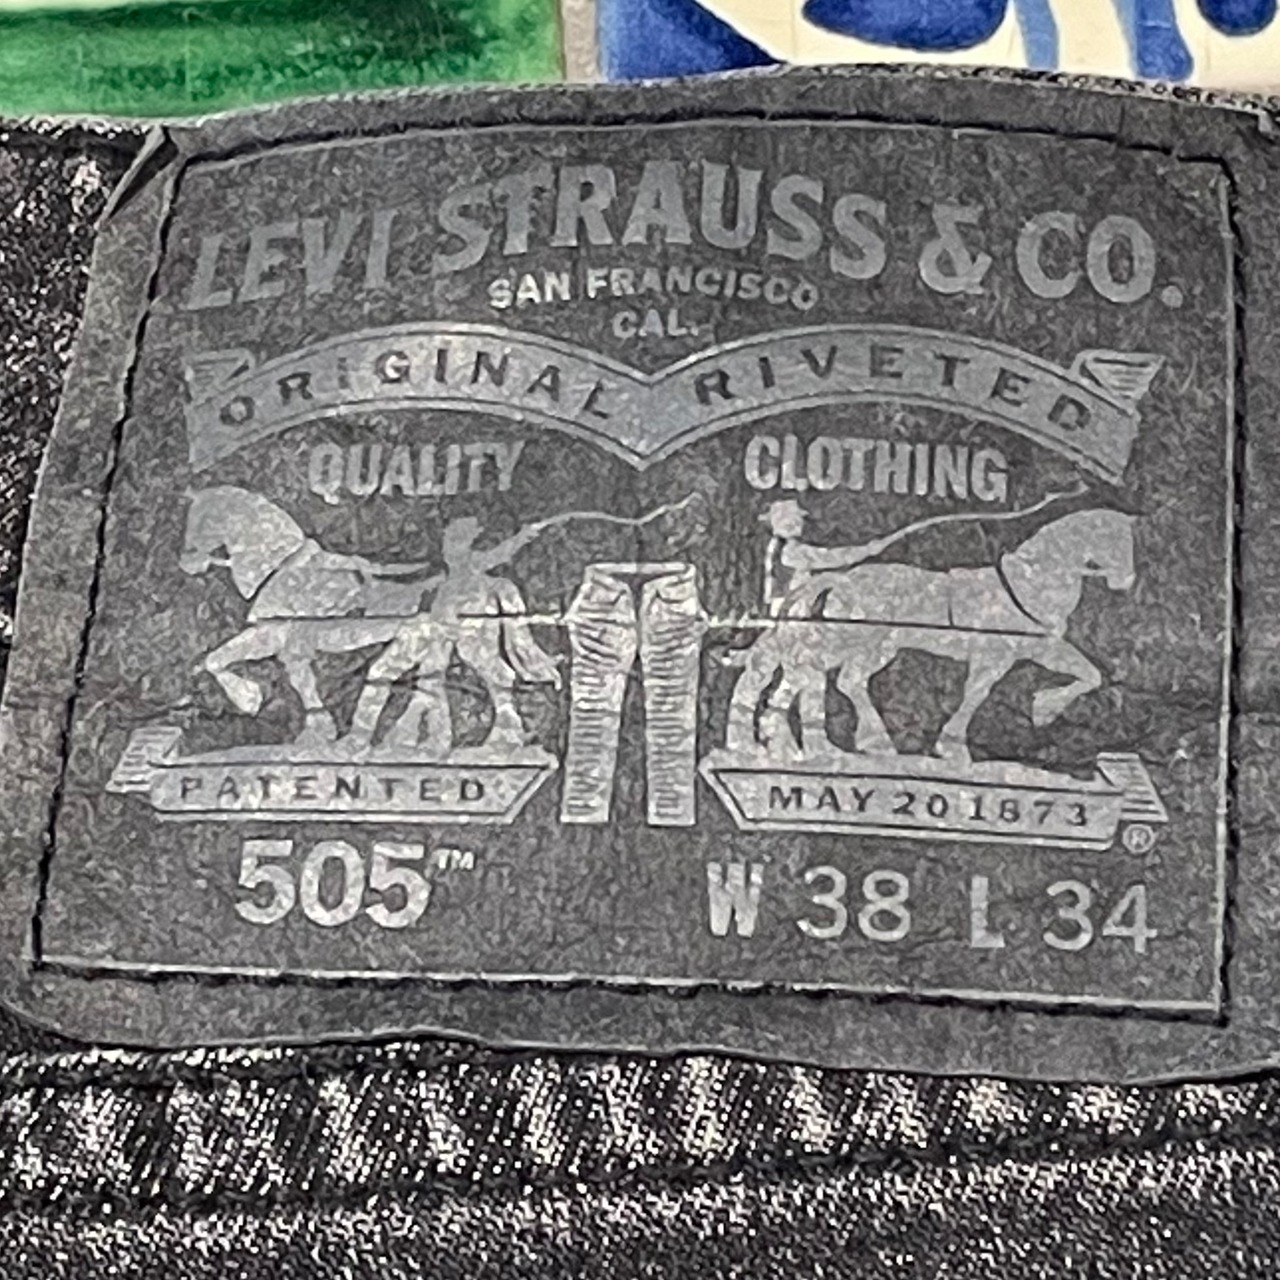 LEVI STRAUSS & CO.
SAN FRANCISCO
CAL.
ORIGINAL RIVETED
QUALITY CLOTHING
PATENTED MAY 20 1873
®
505™ W 38 L 34